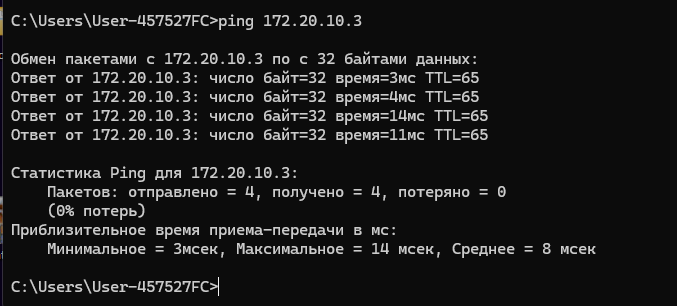 C:\Users\User-457527FC>ping 172.20.10.3
Обмен пакетами с 172.20.10.3 по с 32 байтами данных:
Ответ от 172.20.10.3: число байт=32 время=3мс TTL=65
Ответ от 172.20.10.3: число байт=32 время=4мс TTL=65
Ответ от 172.20.10.3: число байт=32 время=14мс TTL=65
Ответ от 172.20.10.3: число байт=32 время=11мс TTL=65
Статистика Ping для 172.20.10.3:
Пакетов: отправлено = 4, получено = 4, потеряно = 0
(0% потерь)
Приблизительное время приема-передачи в мс:
Минимальное = 3мсек, Максимальное = 14 мсек, Среднее = 8 мсек
C:\Users\User-457527FC>